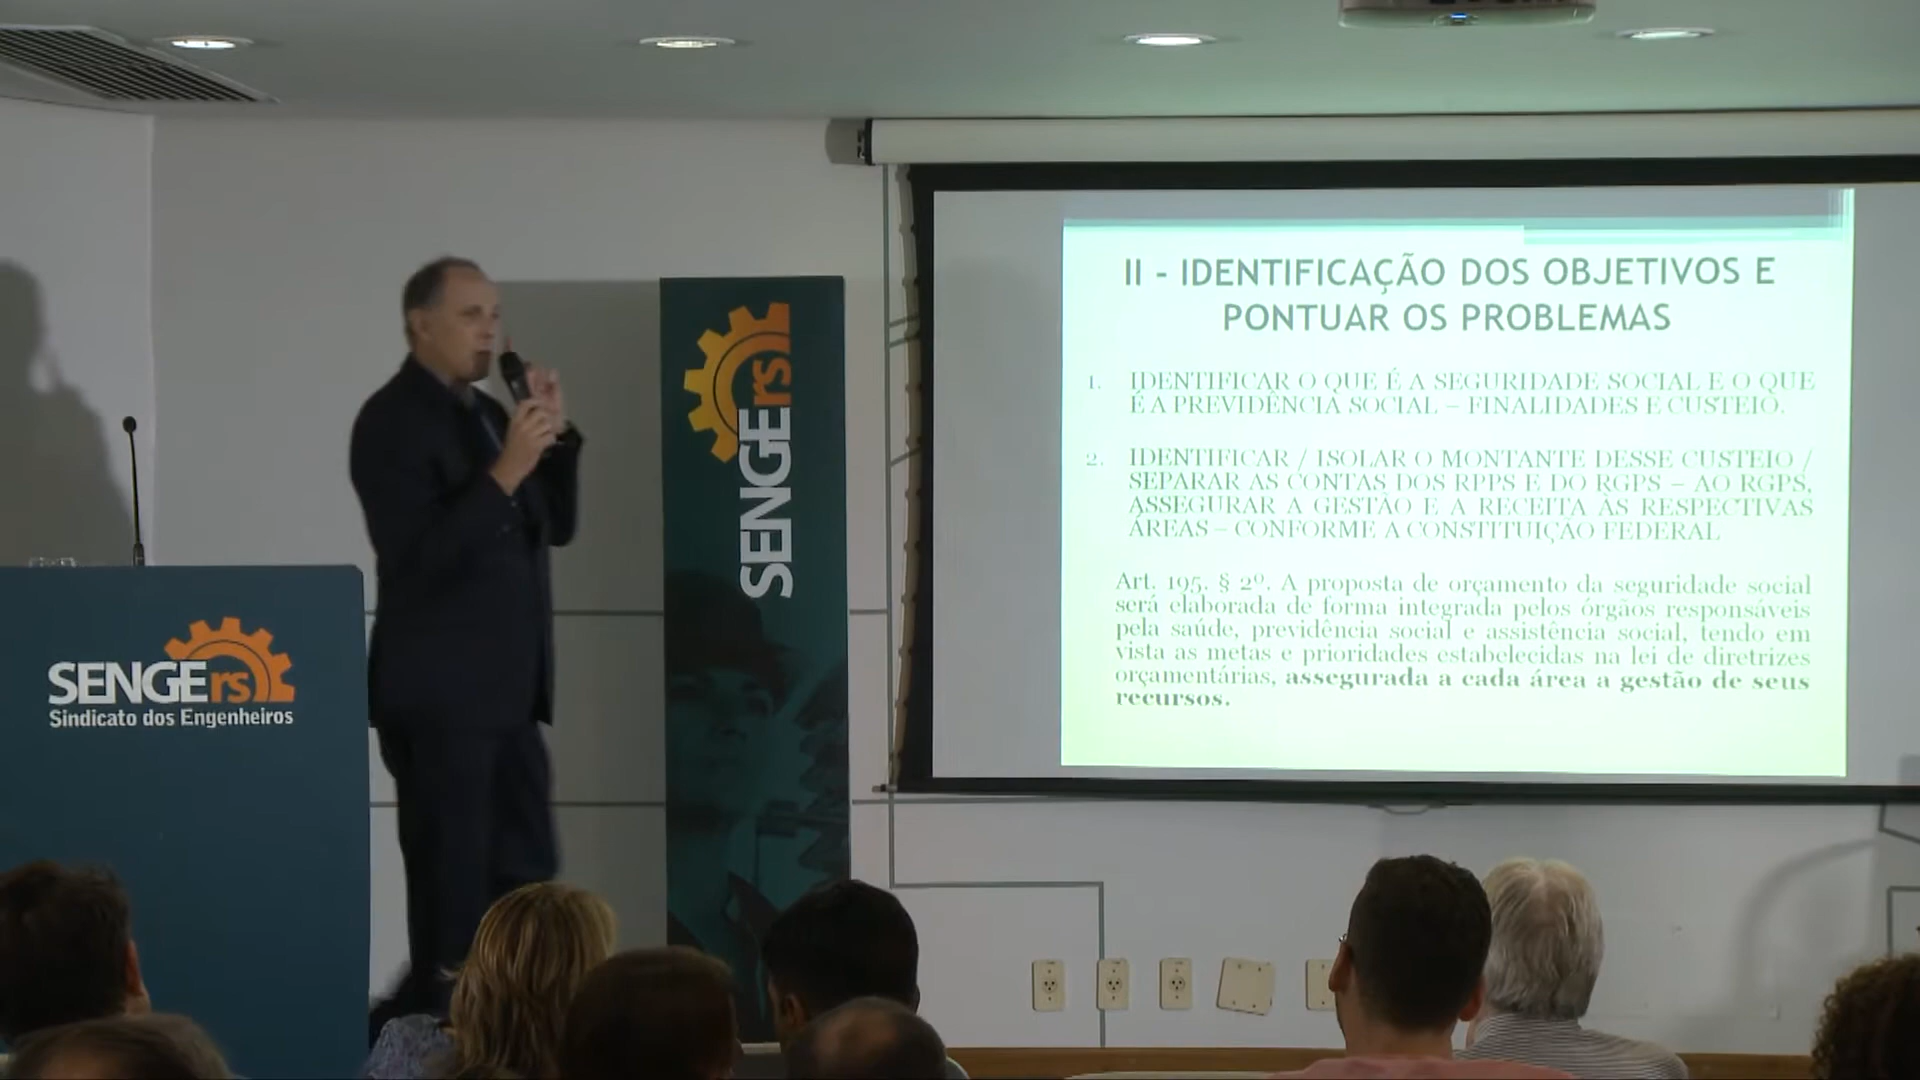 II - IDENTIFICAÇÃO DOS OBJETIVOS E
PONTUAR OS PROBLEMAS
1. IDENTIFICAR O QUE É A SEGURIDADE SOCIAL E O QUE
É A PREVIDÊNCIA SOCIAL – FINALIDADES E CUSTEIO.
2. IDENTIFICAR / ISOLAR O MONTANTE DESSE CUSTEIO /
SEPARAR AS CONTAS DOS RPPS E DO RGPS – AO RGPS,
ASSEGURAR A GESTÃO E A RECEITA ÀS RESPECTIVAS
ÁREAS – CONFORME A CONSTITUIÇÃO FEDERAL
Art. 195. § 2º. A proposta de orçamento da seguridade social
será elaborada de forma integrada pelos órgãos responsáveis
pela saúde, previdência social e assistência social, tendo em
vista as metas e prioridades estabelecidas na lei de diretrizes
orçamentárias, assegurada a cada área a gestão de seus
recursos.
SENGErs
SENGErs
Sindicato dos Engenheiros